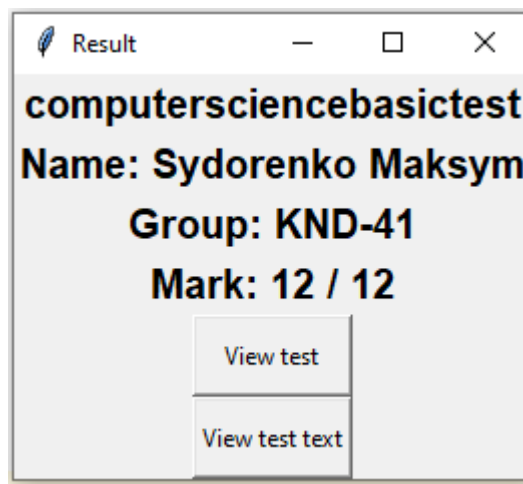 Result
computersciencebasictest
Name: Sydorenko Maksym
Group: KND-41
Mark: 12 / 12
View test
View test text